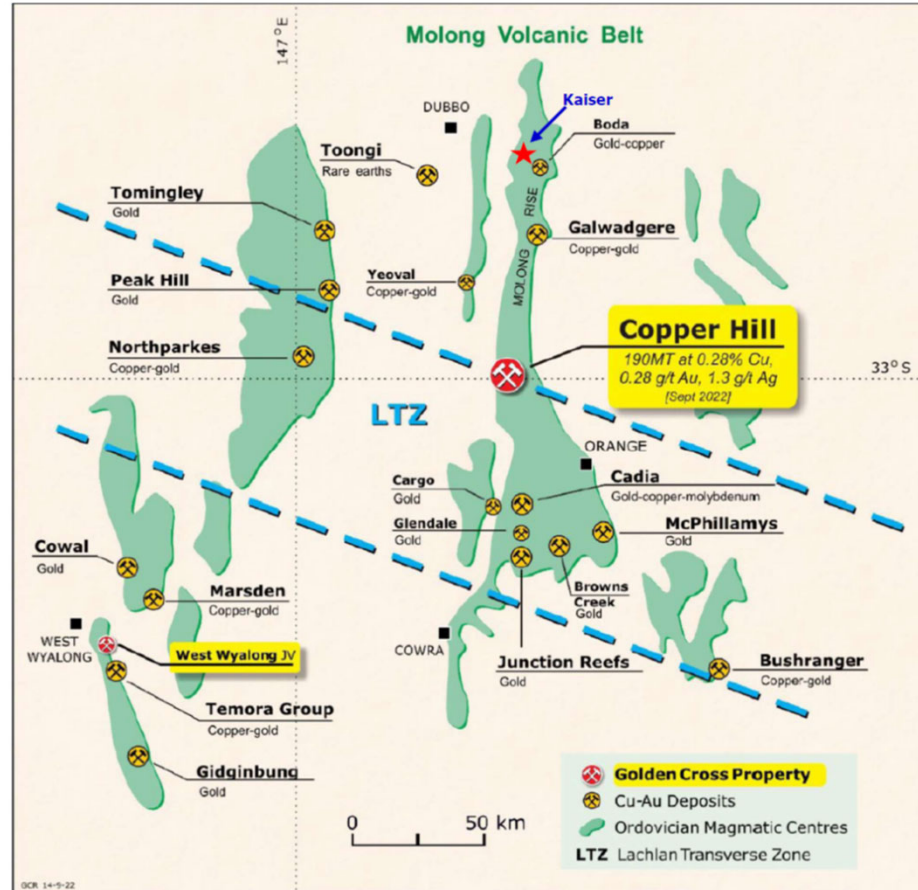 Molong Volcanic Belt
147°E
Kaiser
DUBBO
Boda
Gold-copper
Toongi
Rare earths
Tomingley
Gold
MOLONG RISE
Galwadgere
Copper-gold
Peak Hill
Gold
Yeoval
Copper-gold
Northparkes
Copper-gold
Copper Hill
190MT at 0.28% Cu,
0.28 g/t Au, 1.3 g/t Ag
[Sept 2022]
33°S
LTZ
ORANGE
Cargo
Gold
Cadia
Gold-copper-molybdenum
Glendale
Gold
McPhillamys
Gold
Cowal
Gold
Marsden
Copper-gold
Browns
Creek
Gold
WEST
WYALONG
West Wyalong JV
COWRA
Junction Reefs
Gold
Bushranger
Copper-gold
Temora Group
Copper-gold
Gidginbung
Gold
0 50 km
Golden Cross Property
Cu-Au Deposits
Ordovician Magmatic Centres
LTZ Lachlan Transverse Zone
GCR 14-9-22